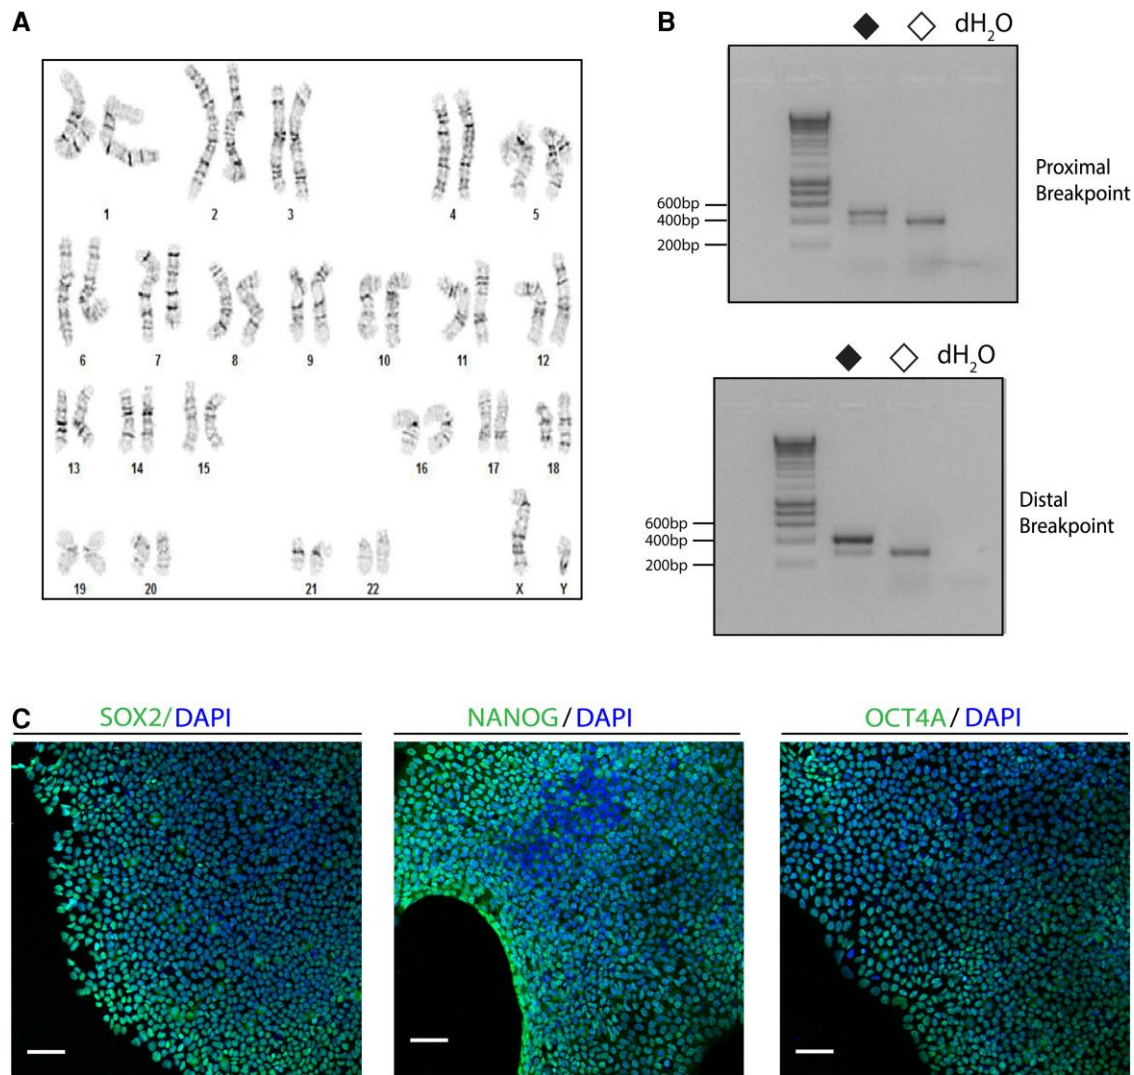 A
1 2 3 4 5
6 7 8 9 10 11 12
13 14 15 16 17 18
19 20 21 22 X Y
B
dH2O
600bp
400bp
200bp
Proximal
Breakpoint
dH2O
600bp
400bp
200bp
Distal
Breakpoint
C
SOX2/DAPI
NANOG/DAPI
OCT4A/DAPI